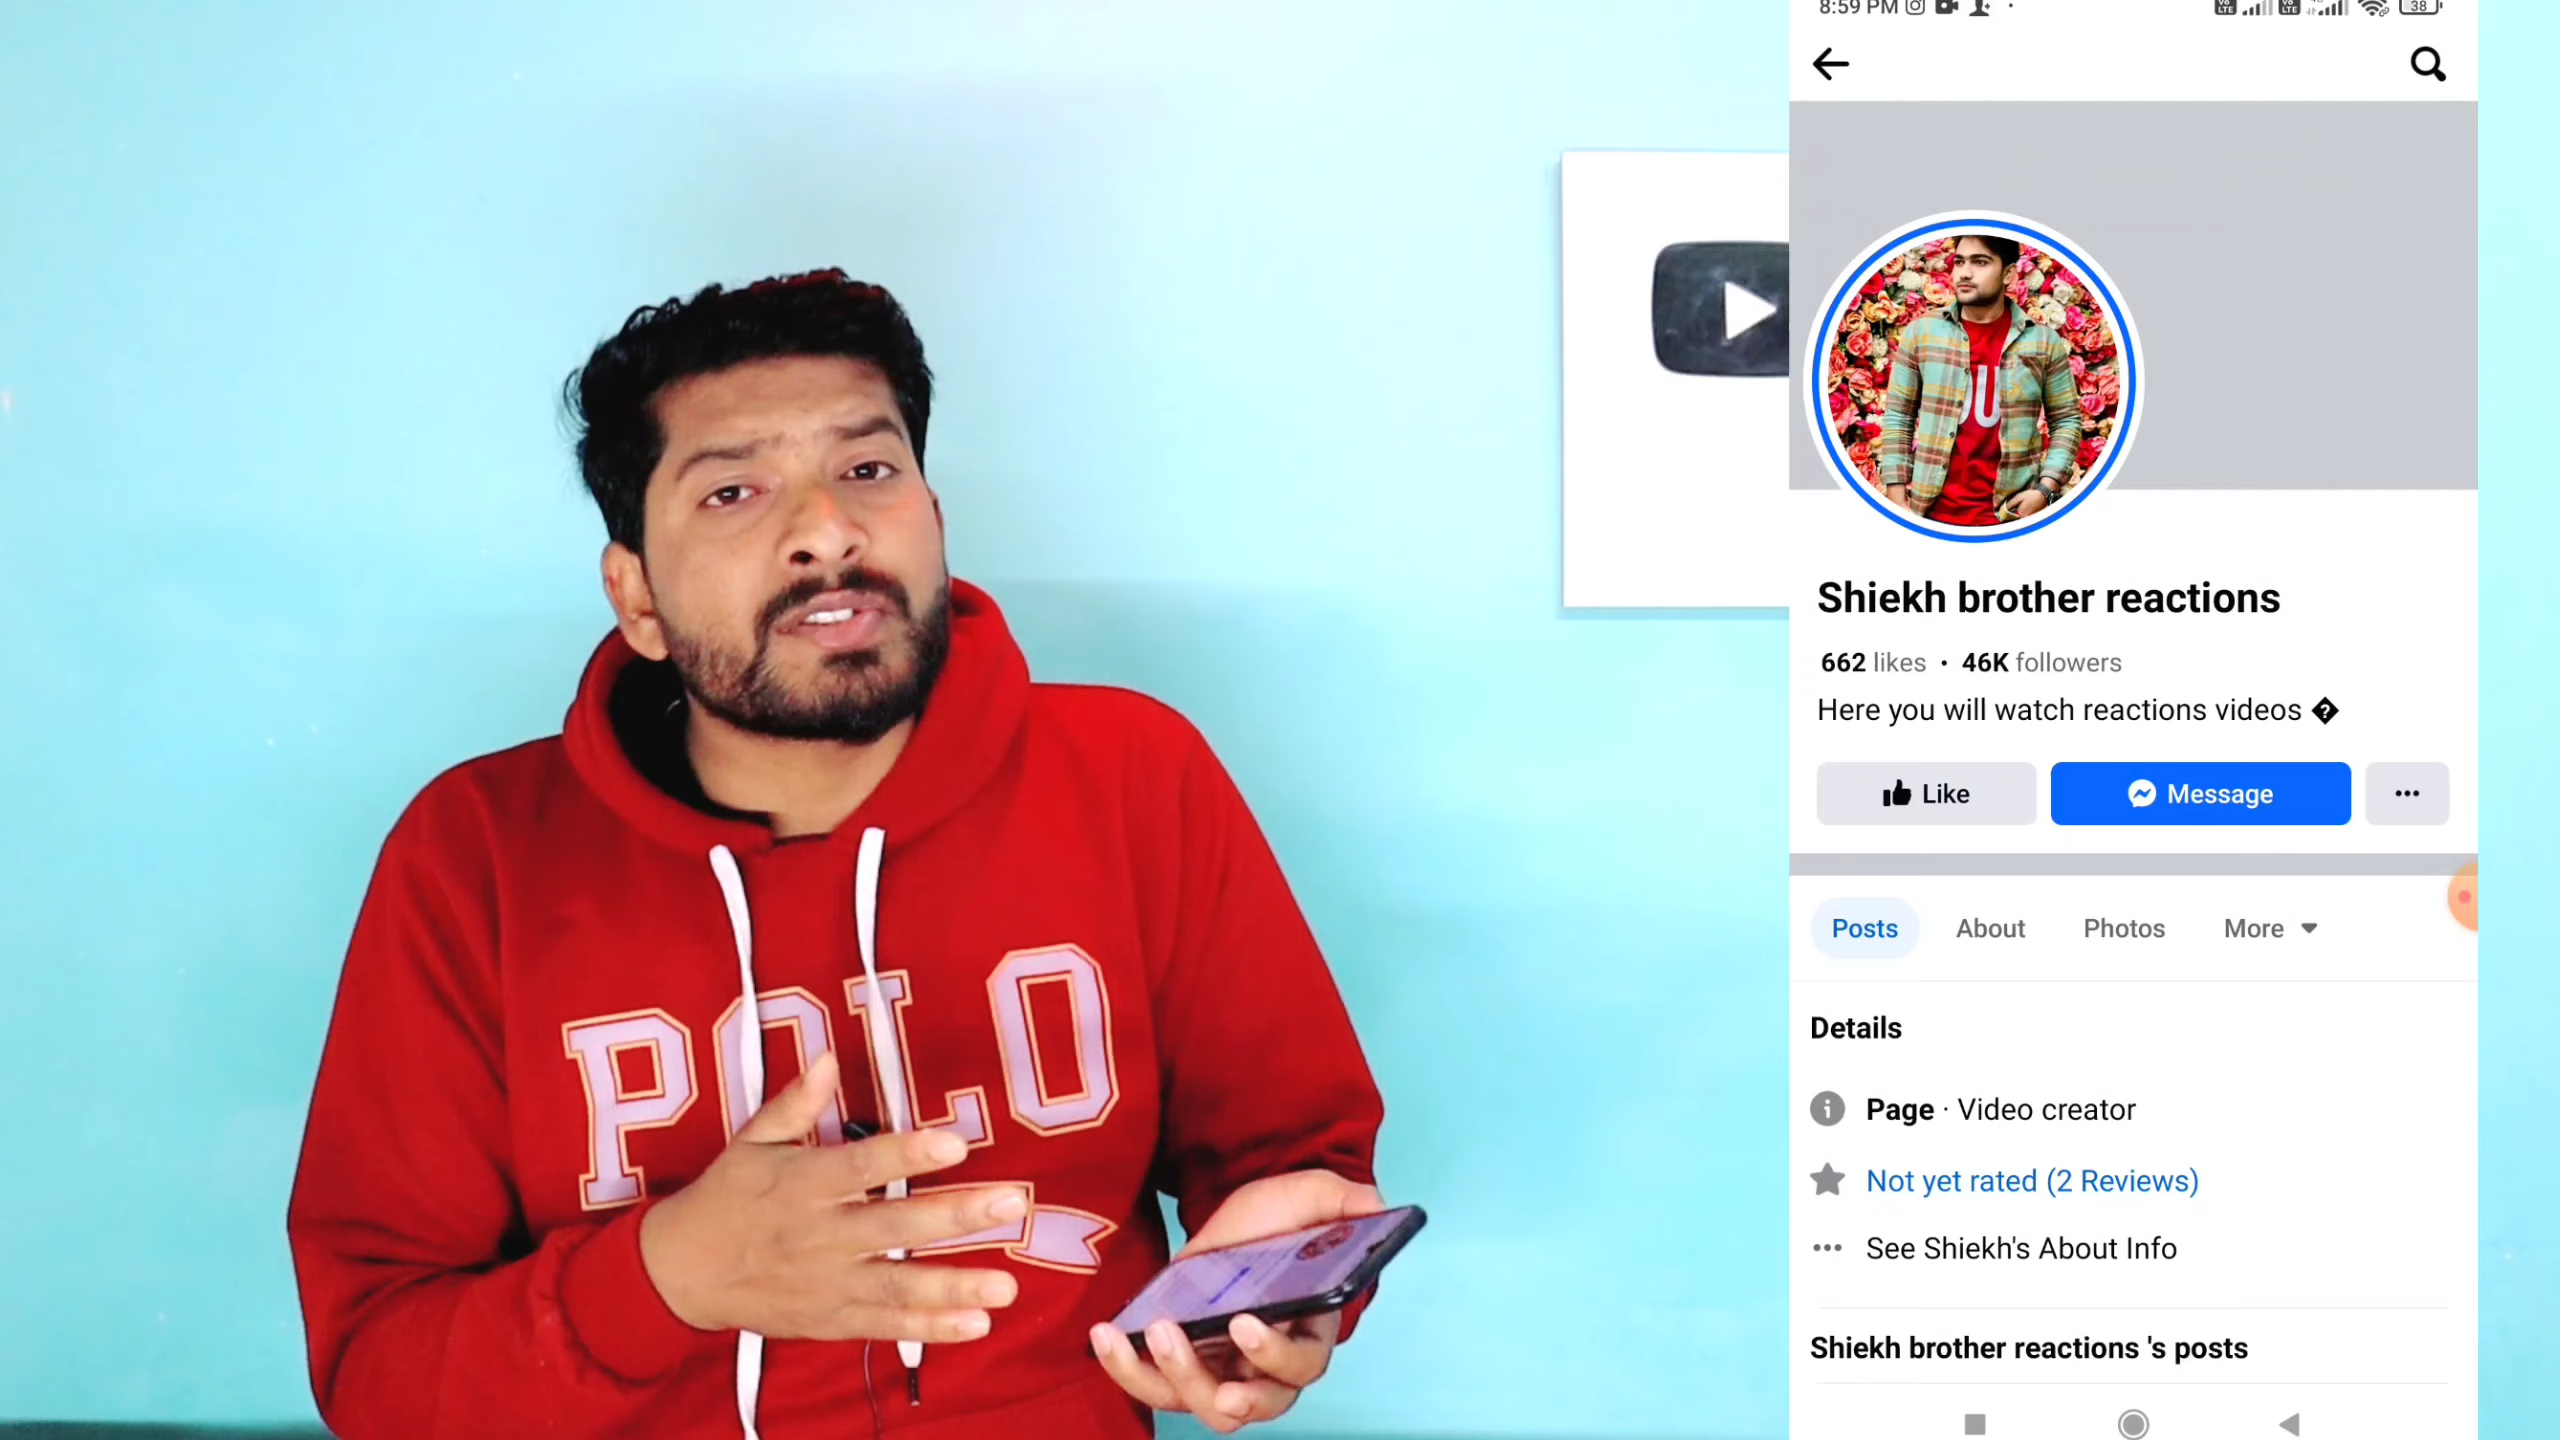 8:59 PM
38
Shiekh brother reactions
662 likes • 46K followers
Here you will watch reactions videos �
Like
Message
Posts
About
Photos
More
Details
Page · Video creator
Not yet rated (2 Reviews)
See Shiekh's About Info
Shiekh brother reactions 's posts
POLO